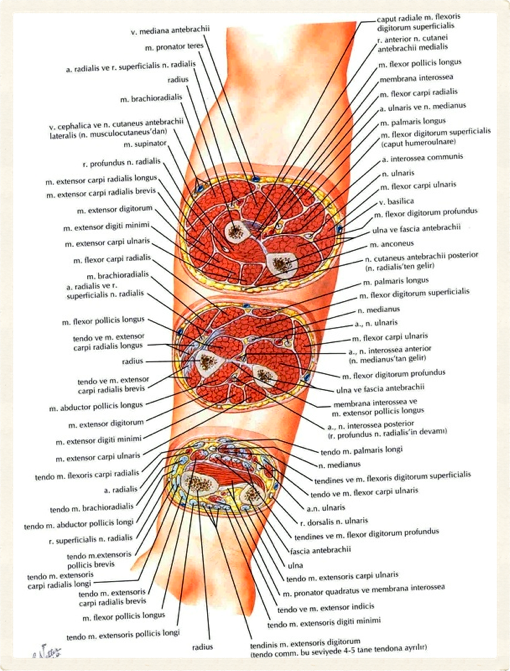 v. mediana antebrachii
m. pronator teres
a. radialis ve r. superficialis n. radialis
radius
m. brachioradialis
v. cephalica ve n. cutaneus antebrachii
lateralis (n. musculocutaneus'dan)
m. supinator
r. profundus n. radialis
m. extensor carpi radialis longus
m. extensor carpi radialis brevis
m. extensor digitorum
m. extensor digiti minimi
m. extensor carpi ulnaris
m. flexor carpi radialis
m. brachioradialis
a. radialis ve r.
superficialis n. radialis
m. flexor pollicis longus
tendo ve m. extensor
carpi radialis longus
radius
tendo ve m. extensor
carpi radialis brevis
m. abductor pollicis longus
m. extensor digitorum
m. extensor digiti minimi
m. extensor carpi ulnaris
tendo m. flexoris carpi radialis
a. radialis
tendo m. brachioradialis
tendo m. abductor pollicis longi
r. superficialis n. radialis
tendo m.extensoris
pollicis brevis
tendo m. extensoris
carpi radialis longi
tendo m. extensoris
carpi radialis brevis
m. flexor pollicis longus
tendo m. extensoris pollicis longi
radius
caput radiale m. flexoris
digitorum superficialis
r. anterior n. cutanei
antebrachii medialis
m. flexor pollicis longus
membrana interossea
m. flexor carpi radialis
a. ulnaris ve n. medianus
m. palmaris longus
m. flexor digitorum superficialis
(caput humeroulnare)
a. interossea communis
n. ulnaris
m. flexor carpi ulnaris
v. basilica
m. flexor digitorum profundus
ulna ve fascia antebrachii
m. anconeus
n. cutaneus antebrachii posterior
(n. radialis'ten gelir)
m. palmaris longus
m. flexor digitorum superficialis
n. medianus
a., n. ulnaris
m. flexor carpi ulnaris
a., n. interossea anterior
(n. medianus'tan gelir)
m. flexor digitorum profundus
ulna ve fascia antebrachii
membrana interossea ve
m. extensor pollicis longus
a., n. interossea posterior
(r. profundus n. radialis'in devamı)
tendo m. palmaris longi
n. medianus
tendines ve m. flexoris digitorum superficialis
tendo ve m. flexor carpi ulnaris
a.n. ulnaris
r. dorsalis n. ulnaris
tendines ve m. flexor digitorum profundus
fascia antebrachii
ulna
tendo m. extensoris carpi ulnaris
m. pronator quadratus ve membrana interossea
tendo ve m. extensor indicis
tendo m. extensoris digiti minimi
tendinis m. extensoris digitorum
(tendo comm. bu seviyede 4-5 tane tendona ayrılır)